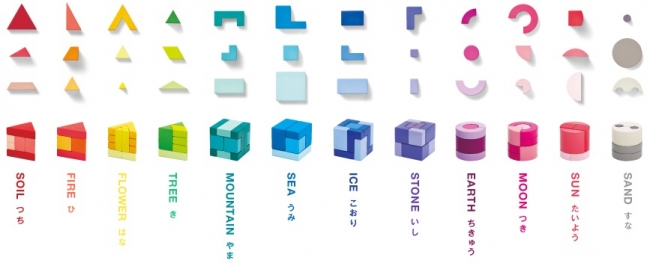 SOIL つち
FIRE ひ
FLOWER はな
TREE き
MOUNTAIN やま
SEA うみ
ICE こおり
STONE いし
EARTH ちきゅう
MOON つき
SUN たいよう
SAND すな